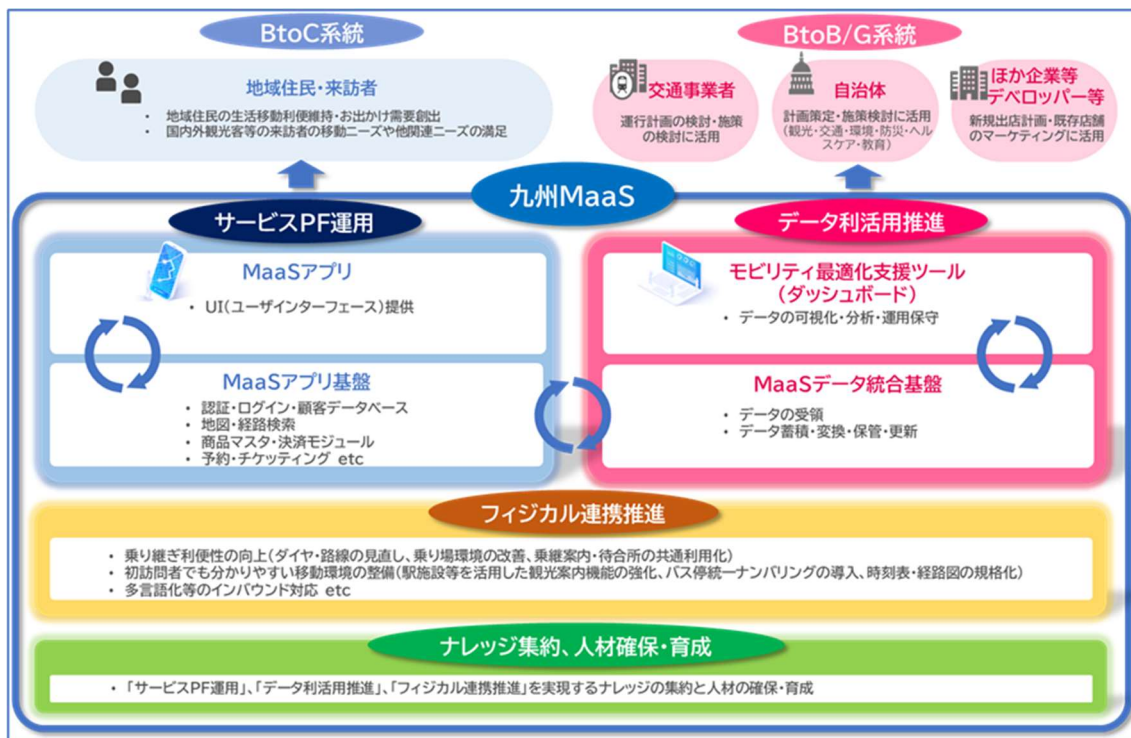 BtoC系統
BtoB/G系統
地域住民・来訪者
・ 地域住民の生活移動利便維持・お出かけ需要創出
・ 国内外観光客等の来訪者の移動ニーズや他関連ニーズの満足
交通事業者
運行計画の検討・施策
の検討に活用
自治体
計画策定・施策検討に活用
(観光・交通・環境・防災・ヘル
スケア・教育)
ほか企業等
デベロッパー等
新規出店計画・既存店舗
のマーケティングに活用
九州MaaS
サービスPF運用
MaaSアプリ
・ UI(ユーザインターフェース)提供
MaaSアプリ基盤
・ 認証・ログイン・顧客データベース
・ 地図・経路検索
・ 商品マスタ・決済モジュール
・ 予約・チケッティング etc
データ利活用推進
モビリティ最適化支援ツール
(ダッシュボード)
・ データの可視化・分析・運用保守
MaaSデータ統合基盤
・ データの受領
・ データ蓄積・変換・保管・更新
フィジカル連携推進
・ 乗り継ぎ利便性の向上(ダイヤ・路線の見直し、乗り場環境の改善、乗継案内・待合所の共通利用化)
・ 初訪問者でも分かりやすい移動環境の整備(駅施設等を活用した観光案内機能の強化、バス停統一ナンバリングの導入、時刻表・経路図の規格化)
・ 多言語化等のインバウンド対応 etc
ナレッジ集約、人材確保・育成
・ 「サービスPF運用」、「データ利活用推進」、「フィジカル連携推進」を実現するナレッジの集約と人材の確保・育成